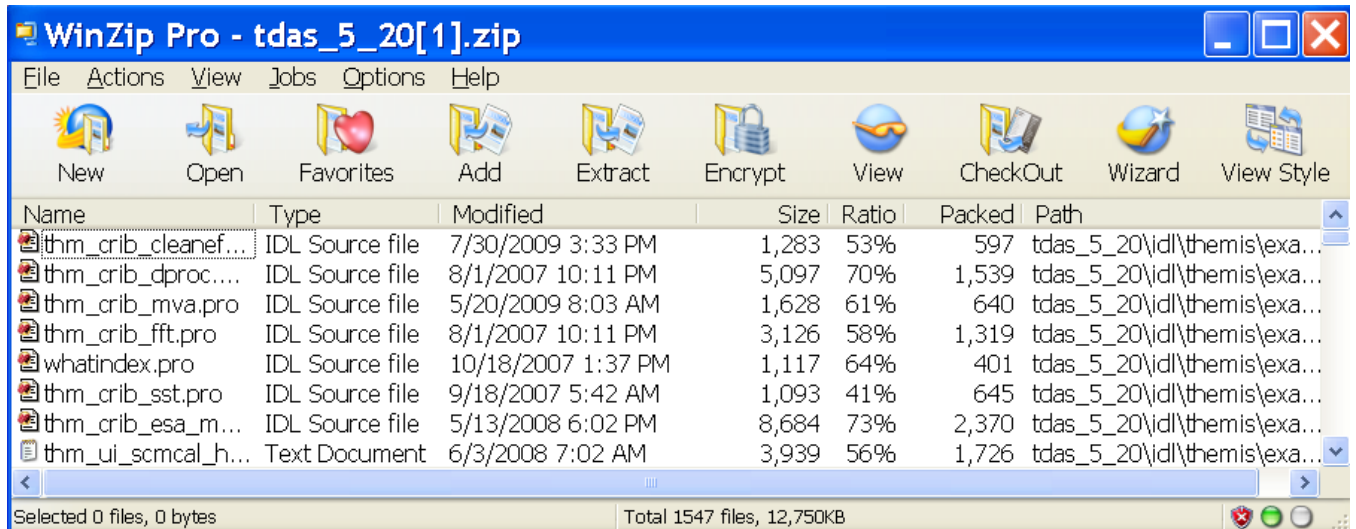 WinZip Pro - tdas_5_20[1].zip
File Actions View Jobs Options Help
New Open Favorites Add Extract Encrypt View CheckOut Wizard View Style
Name Type Modified Size Ratio Packed Path
thm_crib_cleanef... IDL Source file 7/30/2009 3:33 PM 1,283 53% 597 tdas_5_20\idl\themis\exa...
thm_crib_dproc.... IDL Source file 8/1/2007 10:11 PM 5,097 70% 1,539 tdas_5_20\idl\themis\exa...
thm_crib_mva.pro IDL Source file 5/20/2009 8:03 AM 1,628 61% 640 tdas_5_20\idl\themis\exa...
thm_crib_fft.pro IDL Source file 8/1/2007 10:11 PM 3,126 58% 1,319 tdas_5_20\idl\themis\exa...
whatindex.pro IDL Source file 10/18/2007 1:37 PM 1,117 64% 401 tdas_5_20\idl\themis\exa...
thm_crib_sst.pro IDL Source file 9/18/2007 5:42 AM 1,093 41% 645 tdas_5_20\idl\themis\exa...
thm_crib_esa_m... IDL Source file 5/13/2008 6:02 PM 8,684 73% 2,370 tdas_5_20\idl\themis\exa...
thm_ui_scmcal_h... Text Document 6/3/2008 7:02 AM 3,939 56% 1,726 tdas_5_20\idl\themis\exa...
Selected 0 files, 0 bytes Total 1547 files, 12,750KB